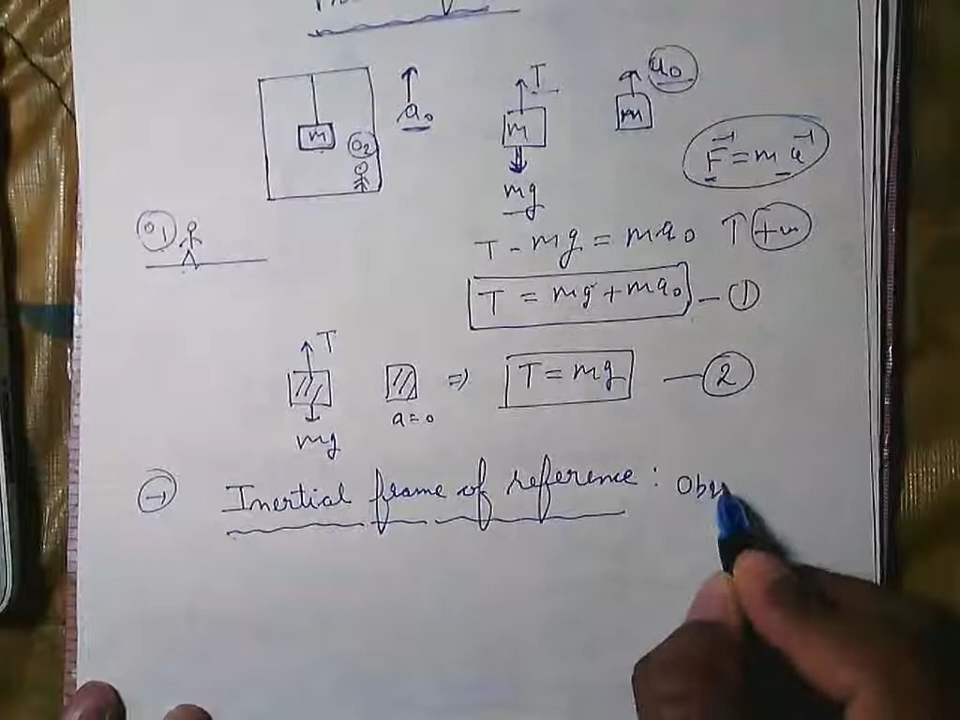 m
O2
a0
T
m
mg
a0
m
F = ma
O1
T - mg = ma0 ↑ +ve
T = mg + ma0 - ①
T
mg
a = 0
⇒ T = mg - ②
Inertial frame of reference :